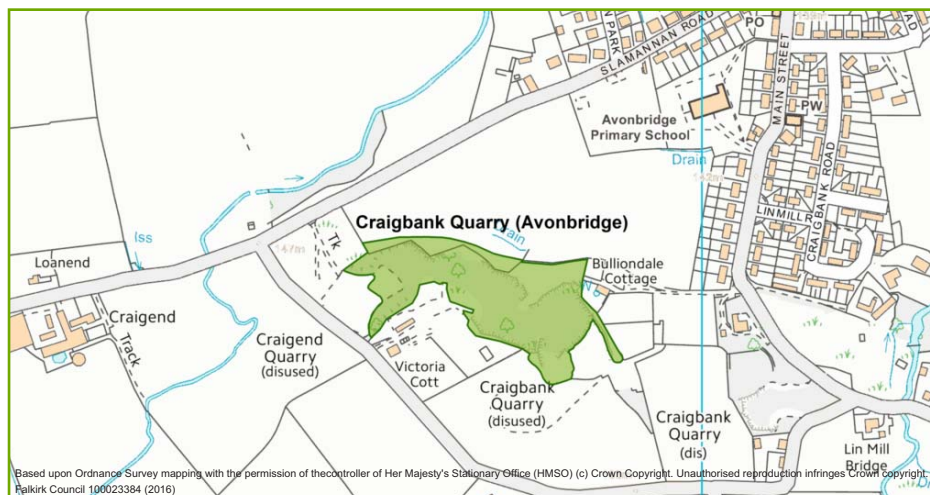 PO
N PARK
SLAMANNAN ROAD
MAIN STREET
PW
Avonbridge
Primary School
Drain
142m
CRAIGBANK ROAD
LINMILL R
Craigbank Quarry (Avonbridge)
Drain
Iss
Tk
147m
Loanend
Bulliondale
Cottage
Craigend
Track
Craigend
Quarry
(disused)
Victoria
Cott
Craigbank
Quarry
(disused)
Craigbank
Quarry
(dis)
Lin Mill
Bridge
Based upon Ordnance Survey mapping with the permission of thecontroller of Her Majesty's Stationary Office (HMSO) (c) Crown Copyright. Unauthorised reproduction infringes Crown copyright,
Falkirk Council 100023384 (2016)